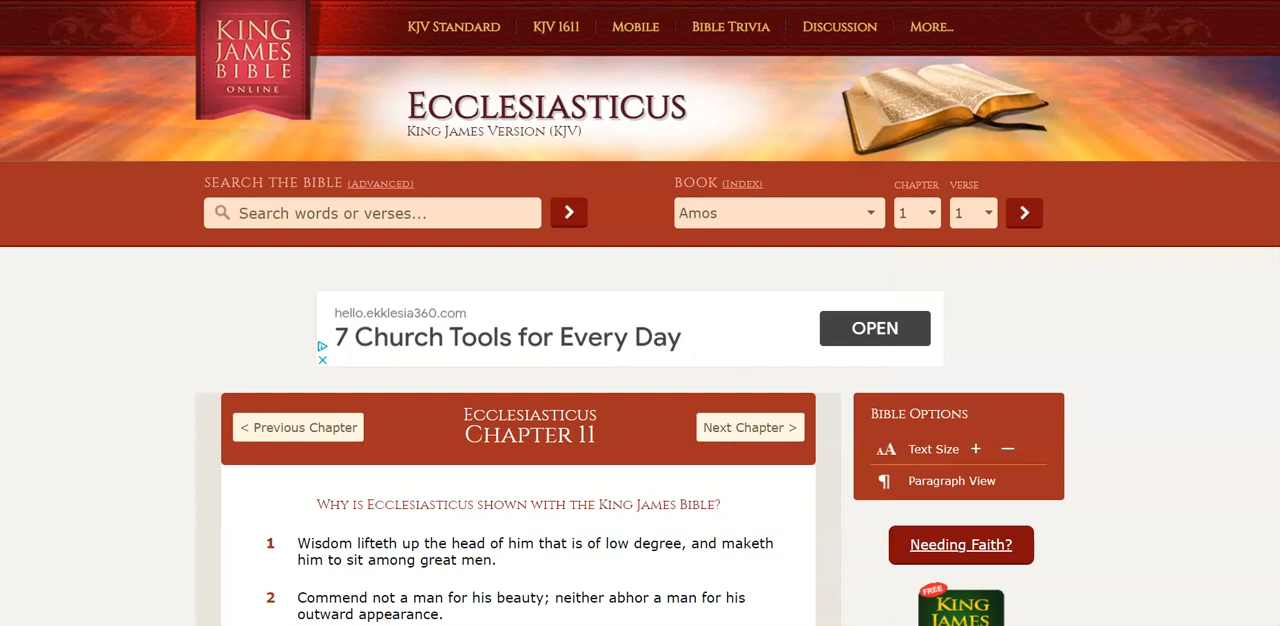 KING
JAMES
BIBLE
ONLINE
KJV STANDARD
KJV 1611
MOBILE
BIBLE TRIVIA
DISCUSSION
MORE...
ECCLESIASTICUS
KING JAMES VERSION (KJV)
SEARCH THE BIBLE (ADVANCED)
Search words or verses...
BOOK (INDEX)
CHAPTER
VERSE
Amos
1
1
hello.ekklesia360.com
7 Church Tools for Every Day
OPEN
< Previous Chapter
ECCLESIASTICUS
CHAPTER 11
Next Chapter >
WHY IS ECCLESIASTICUS SHOWN WITH THE KING JAMES BIBLE?
1 Wisdom lifteth up the head of him that is of low degree, and maketh
him to sit among great men.
2 Commend not a man for his beauty; neither abhor a man for his
outward appearance.
BIBLE OPTIONS
AA Text Size + −
¶ Paragraph View
Needing Faith?
FREE
KING
JAMES